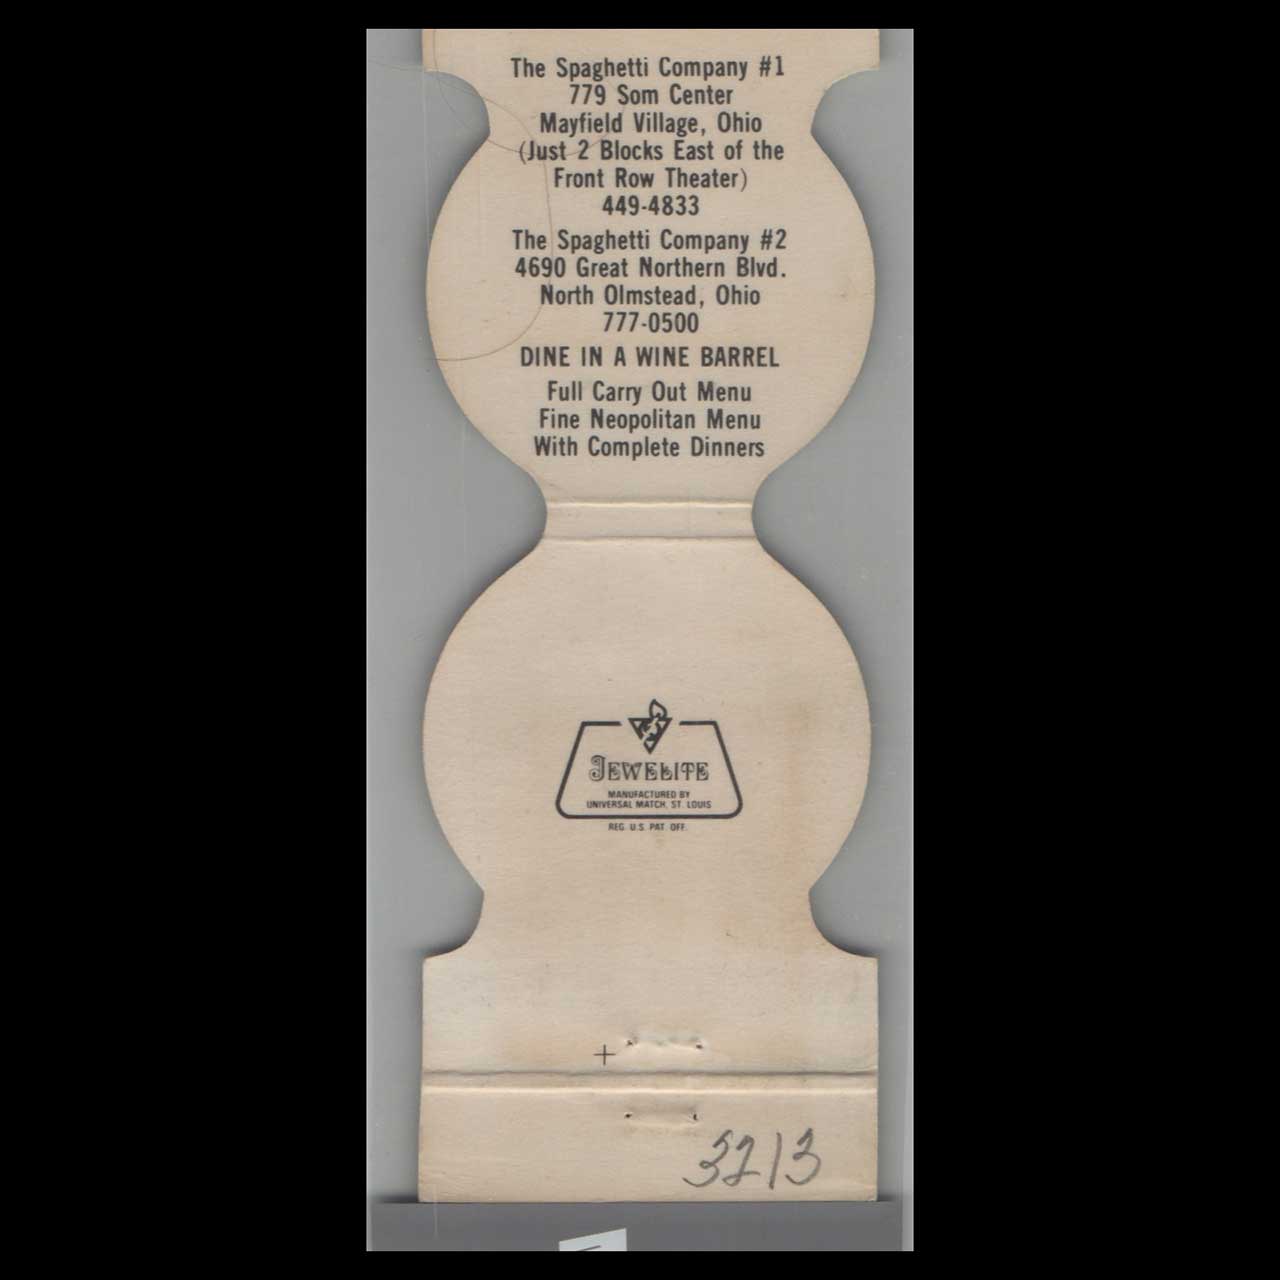 The Spaghetti Company #1
779 Som Center
Mayfield Village, Ohio
(Just 2 Blocks East of the
Front Row Theater)
449-4833
The Spaghetti Company #2
4690 Great Northern Blvd.
North Olmstead, Ohio
777-0500
DINE IN A WINE BARREL
Full Carry Out Menu
Fine Neopolitan Menu
With Complete Dinners
JEWELITE
MANUFACTURED BY
UNIVERSAL MATCH, ST. LOUIS
REG. U.S. PAT. OFF.
+
3213